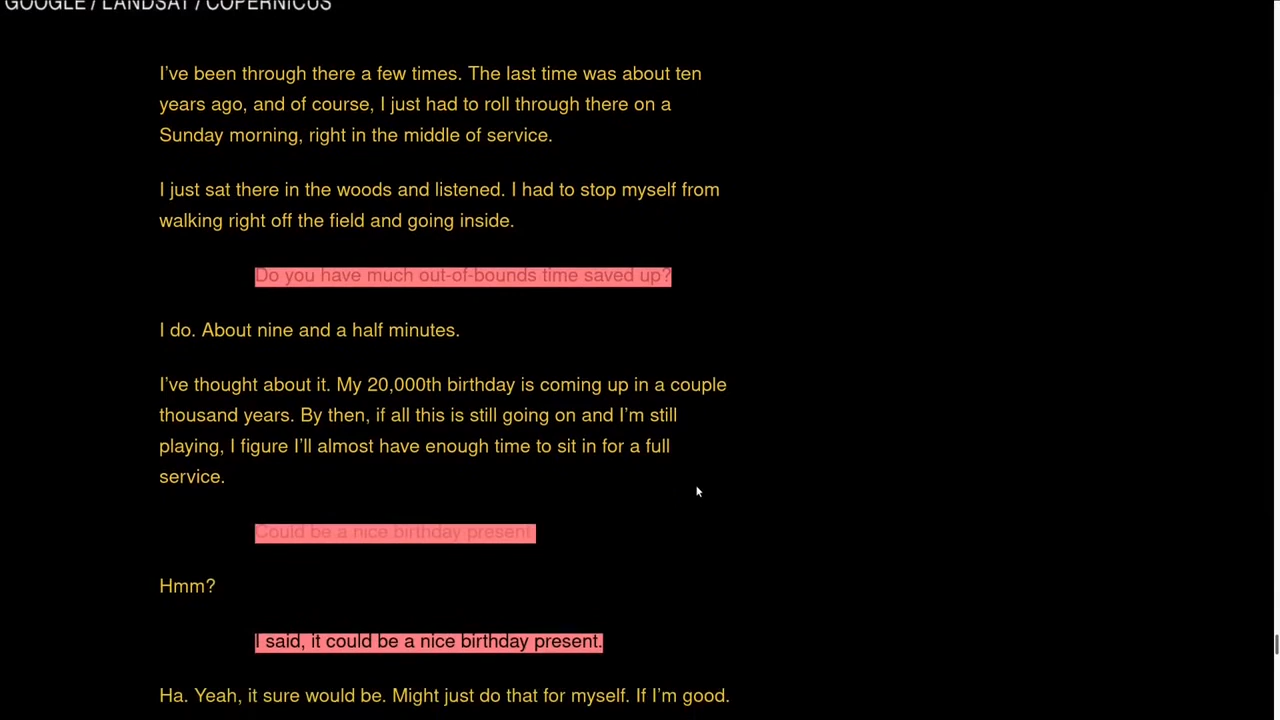 GOOGLE / LANDSAT / COPERNICUS
I've been through there a few times. The last time was about ten
years ago, and of course, I just had to roll through there on a
Sunday morning, right in the middle of service.
I just sat there in the woods and listened. I had to stop myself from
walking right off the field and going inside.
Do you have much out-of-bounds time saved up?
I do. About nine and a half minutes.
I've thought about it. My 20,000th birthday is coming up in a couple
thousand years. By then, if all this is still going on and I'm still
playing, I figure I'll almost have enough time to sit in for a full
service.
Could be a nice birthday present.
Hmm?
I said, it could be a nice birthday present.
Ha. Yeah, it sure would be. Might just do that for myself. If I'm good.